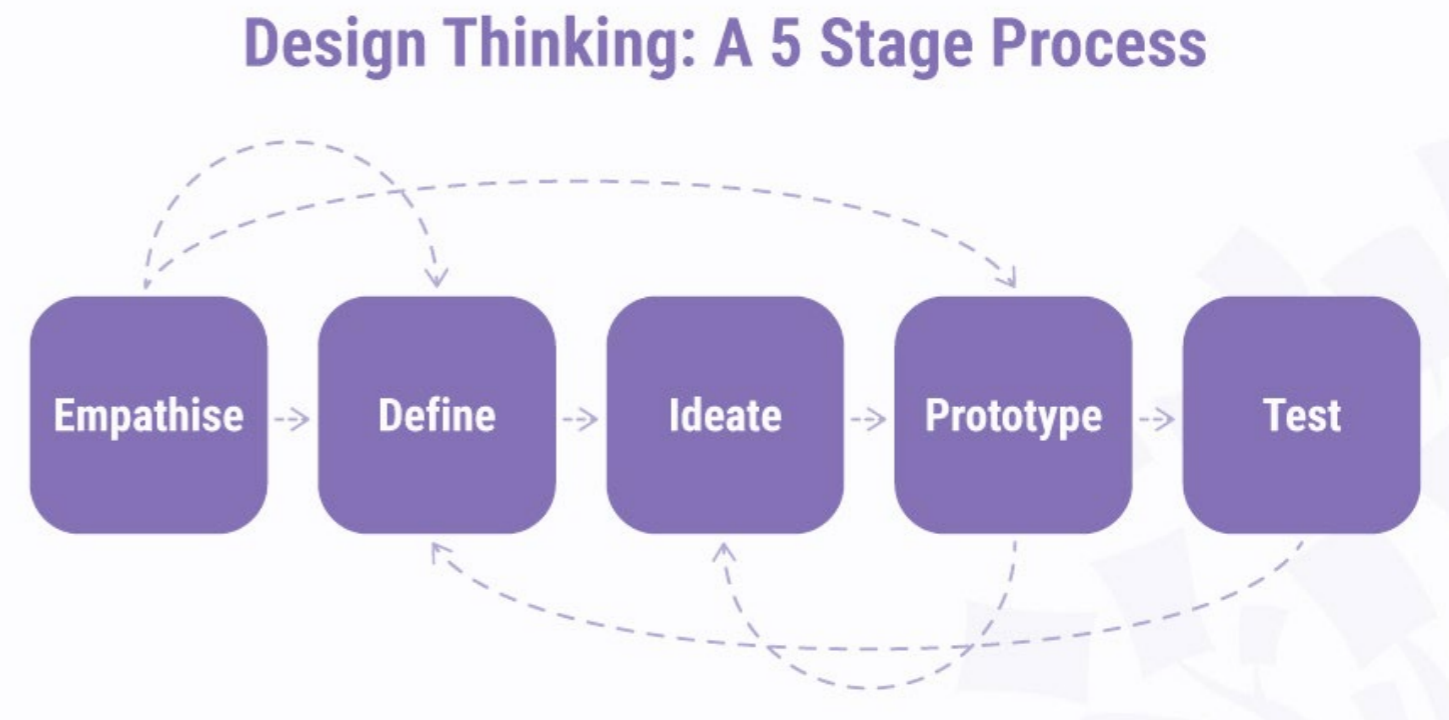 Design Thinking: A 5 Stage Process
Empathise
Define
Ideate
Prototype
Test